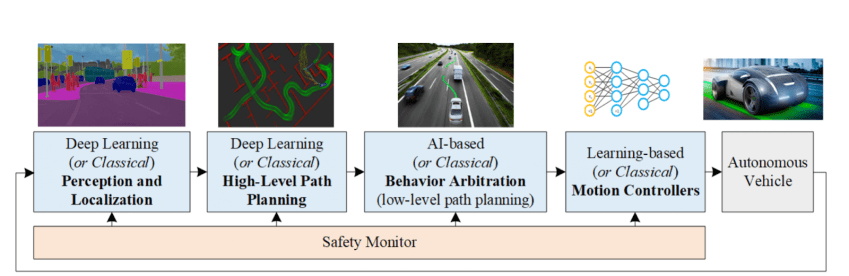 Deep Learning
(or Classical)
Perception and
Localization
Deep Learning
(or Classical)
High-Level Path
Planning
AI-based
(or Classical)
Behavior Arbitration
(low-level path planning)
Learning-based
(or Classical)
Motion Controllers
Autonomous
Vehicle
Safety Monitor